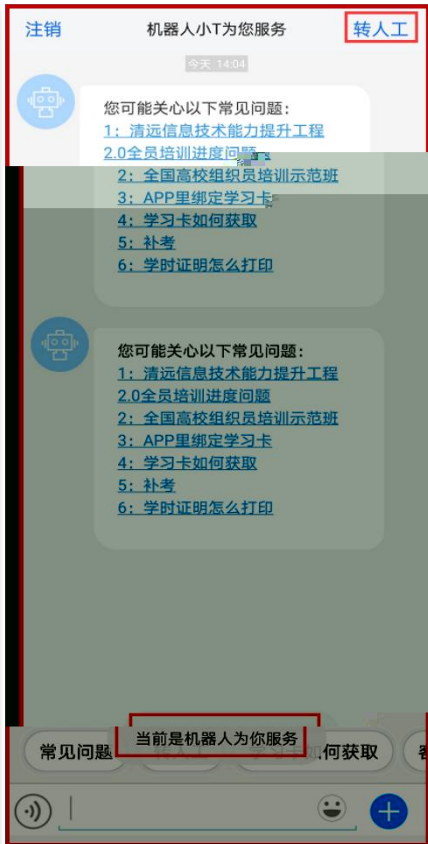 注销
机器人小T为您服务
转人工
今天 14:04
您可能关心以下常见问题：
1：清远信息技术能力提升工程
2.0全员培训进度问题
2：全国高校组织员培训示范班
3：APP里绑定学习卡
4：学习卡如何获取
5：补考
6：学时证明怎么打印
您可能关心以下常见问题：
1：清远信息技术能力提升工程
2.0全员培训进度问题
2：全国高校组织员培训示范班
3：APP里绑定学习卡
4：学习卡如何获取
5：补考
6：学时证明怎么打印
当前是机器人为你服务
常见问题
如何获取